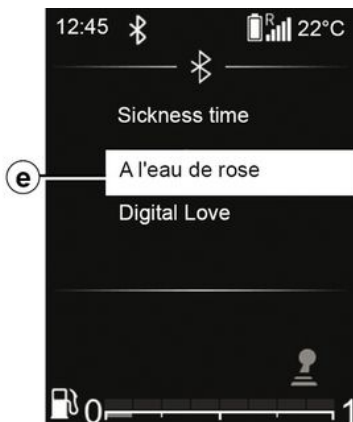 12:45 R 22°C
Sickness time
e A l'eau de rose
Digital Love
0 1